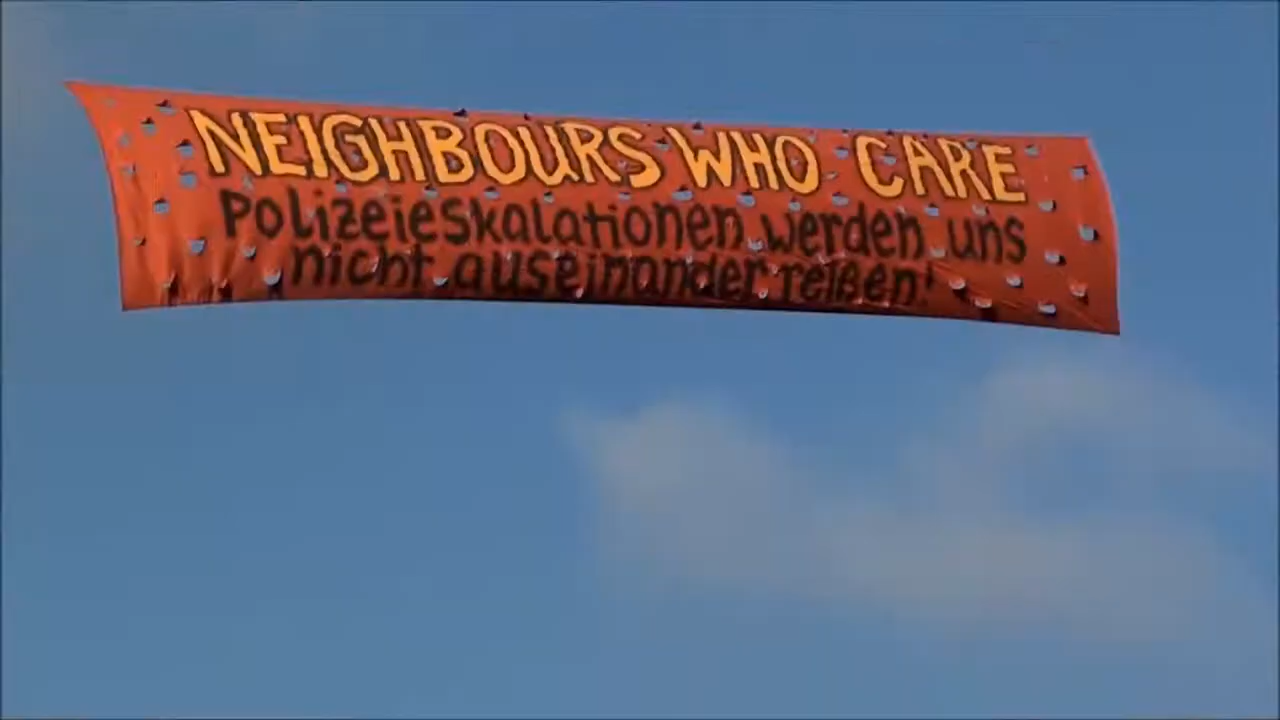 NEIGHBOURS WHO CARE
Polizeieskalationen werden uns
nicht auseinander reißen!